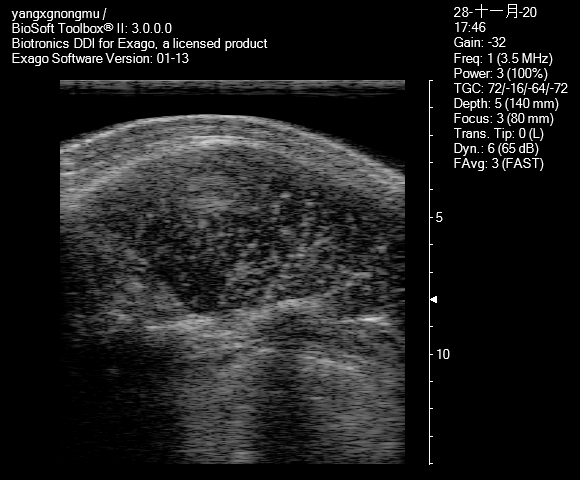 yangxgnongmu /
BioSoft Toolbox® II: 3.0.0.0
Biotronics DDI for Exago, a licensed product
Exago Software Version: 01-13
28-十一月-20
17:46
Gain: -32
Freq: 1 (3.5 MHz)
Power: 3 (100%)
TGC: 72/-16/-64/-72
Depth: 5 (140 mm)
Focus: 3 (80 mm)
Trans. Tip: 0 (L)
Dyn.: 6 (65 dB)
FAvg: 3 (FAST)
5
10